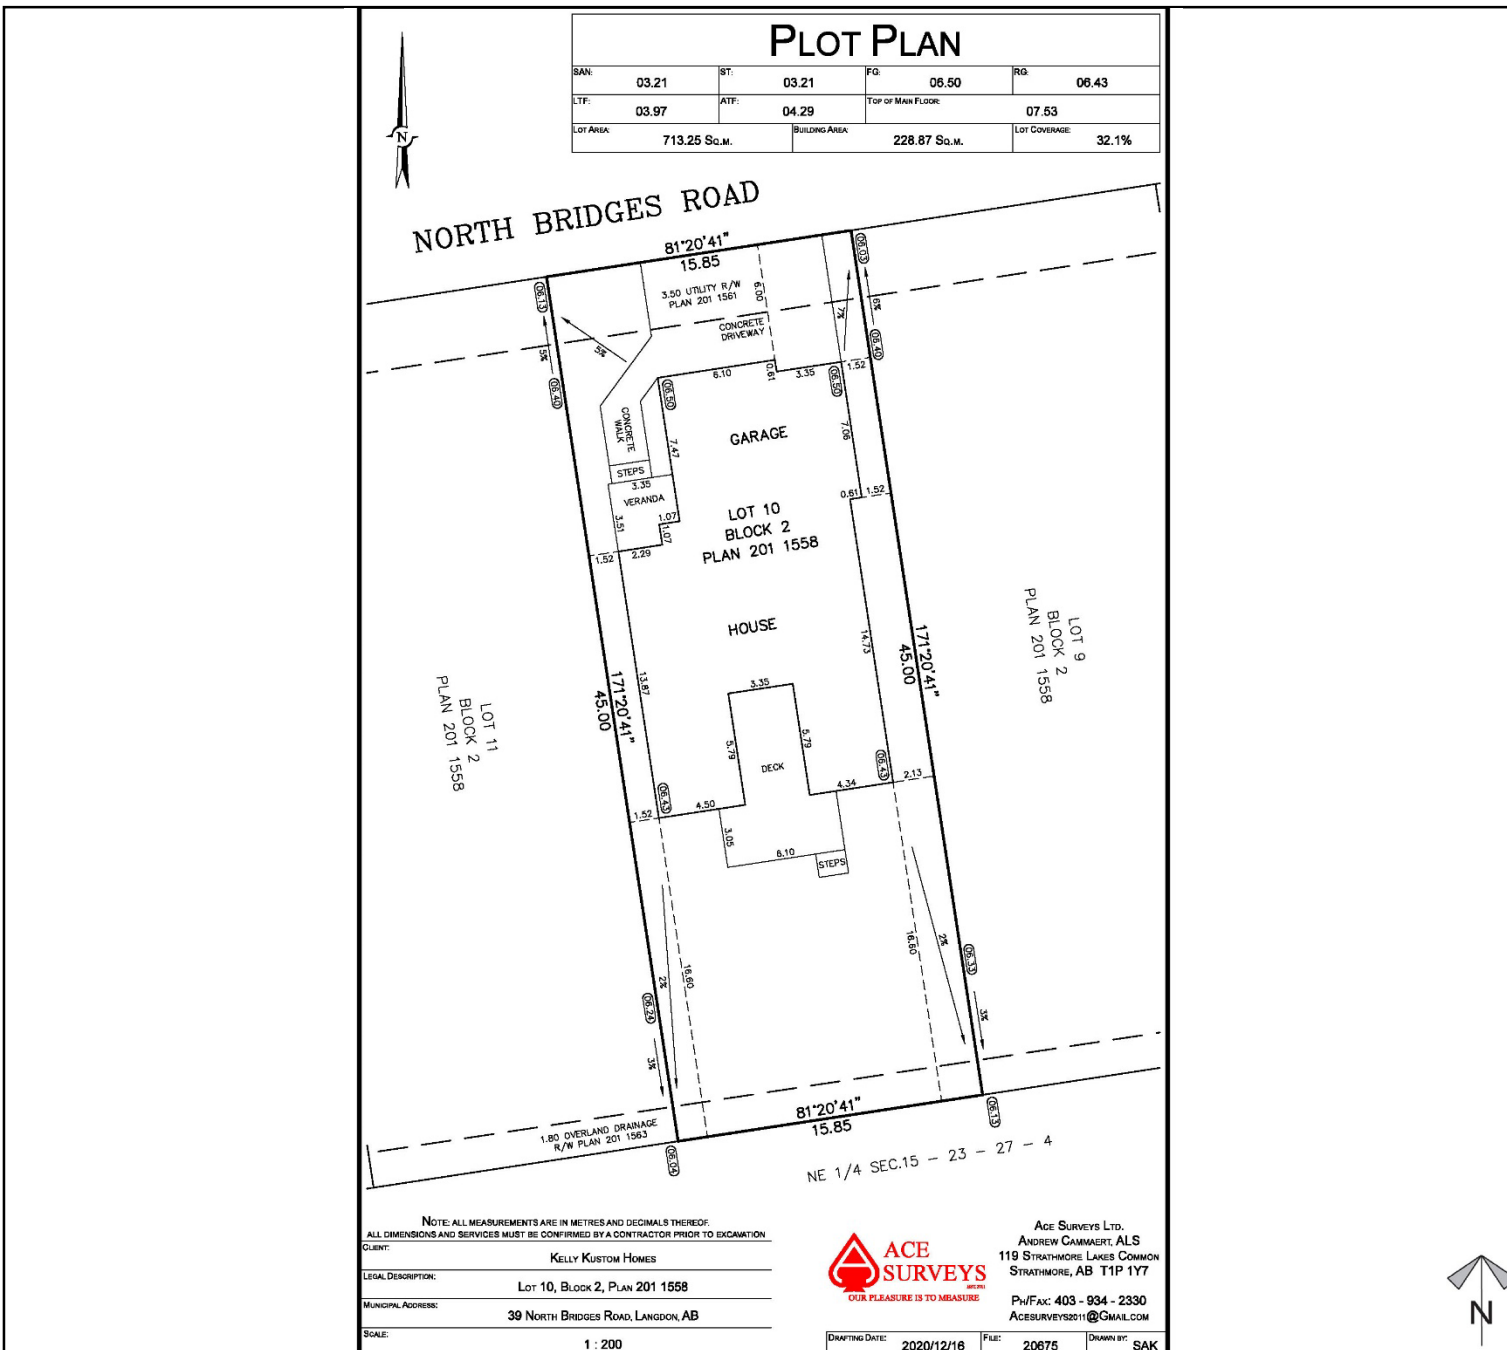 PLOT PLAN
SAN: 03.21 ST: 03.21 FG: 06.50 RG: 06.43
LTF: 03.97 ATF: 04.29 TOP OF MAIN FLOOR: 07.53
LOT AREA: 713.25 SQ.M. BUILDING AREA: 228.87 SQ.M. LOT COVERAGE: 32.1%
N
NORTH BRIDGES ROAD
81°20'41"
15.85
06.13
06.03
3.50 UTILITY R/W
PLAN 201 1561
6.00
CONCRETE
DRIVEWAY
5%
5%
7%
6%
06.40
06.40
6.10
0.61
3.35
1.52
06.50
06.50
CONCRETE
WALK
7.47
GARAGE
7.06
STEPS
3.35
VERANDA
3.51
1.07
1.07
0.61
1.52
LOT 10
BLOCK 2
PLAN 201 1558
1.52
2.29
HOUSE
14.73
171°20'41"
45.00
LOT 9
BLOCK 2
PLAN 201 1558
13.87
171°20'41"
45.00
LOT 11
BLOCK 2
PLAN 201 1558
3.35
5.79
5.79
DECK
06.43
06.43
4.34
2.13
1.52
4.50
3.05
6.10
STEPS
16.60
16.60
2%
2%
06.33
06.24
3%
3%
1.80 OVERLAND DRAINAGE
R/W PLAN 201 1563
81°20'41"
15.85
06.13
06.04
NE 1/4 SEC.15 - 23 - 27 - 4
NOTE: ALL MEASUREMENTS ARE IN METRES AND DECIMALS THEREOF.
ALL DIMENSIONS AND SERVICES MUST BE CONFIRMED BY A CONTRACTOR PRIOR TO EXCAVATION
CLIENT: KELLY KUSTOM HOMES
LEGAL DESCRIPTION: LOT 10, BLOCK 2, PLAN 201 1558
MUNICIPAL ADDRESS: 39 NORTH BRIDGES ROAD, LANGDON, AB
SCALE: 1 : 200
ACE
SURVEYS
OUR PLEASURE IS TO MEASURE
ACE SURVEYS LTD.
ANDREW CAMMAERT, ALS
119 STRATHMORE LAKES COMMON
STRATHMORE, AB T1P 1Y7
PH/FAX: 403 - 934 - 2330
ACESURVEYS2011@GMAIL.COM
DRAFTING DATE: 2020/12/16 FILE: 20675 DRAWN BY: SAK
N